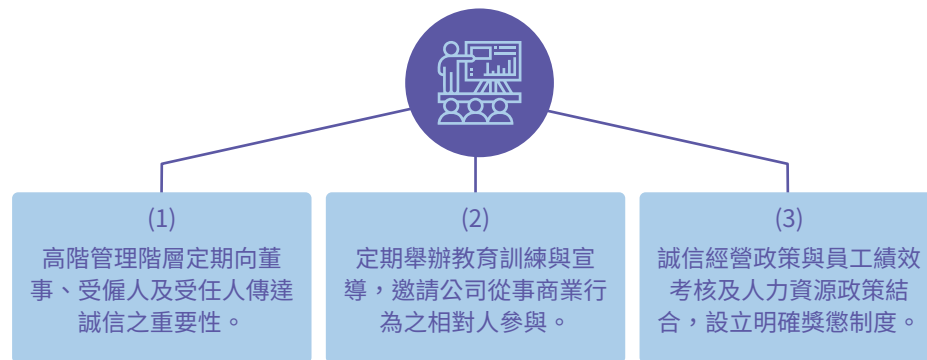 (1)
高階管理階層定期向董
事、受僱人及受任人傳達
誠信之重要性。
(2)
定期舉辦教育訓練與宣
導，邀請公司從事商業行
為之相對人參與。
(3)
誠信經營政策與員工績效
考核及人力資源政策結
合，設立明確獎懲制度。